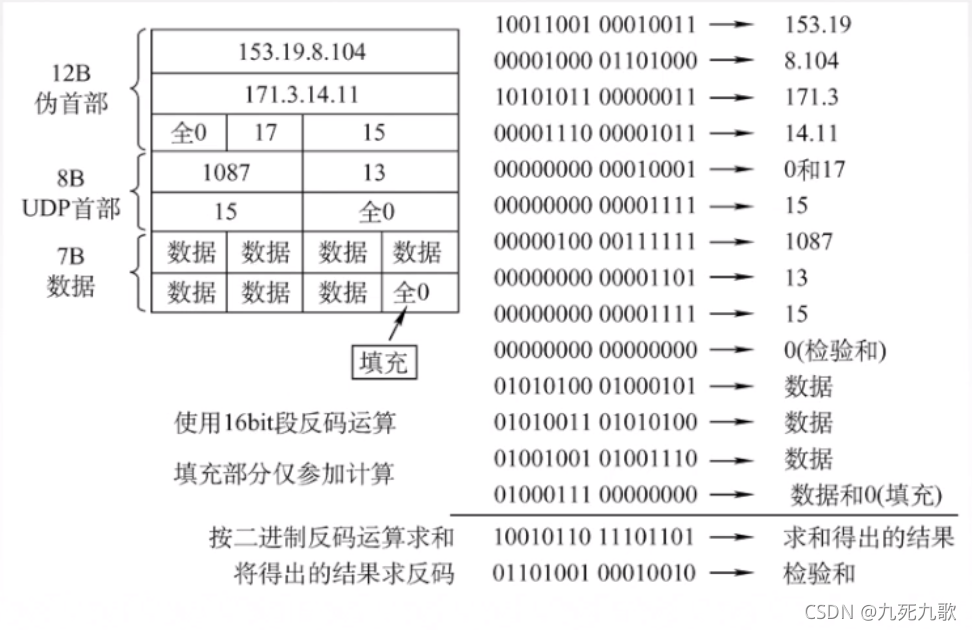 12B
伪首部
153.19.8.104
171.3.14.11
全0 17 15
8B
UDP首部
1087 13
15 全0
7B
数据
数据 数据 数据 数据
数据 数据 数据 全0
填充
使用16bit段反码运算
填充部分仅参加计算
10011001 00010011 → 153.19
00001000 01101000 → 8.104
10101011 00000011 → 171.3
00001110 00001011 → 14.11
00000000 00010001 → 0和17
00000000 00001111 → 15
00000100 00111111 → 1087
00000000 00001101 → 13
00000000 00001111 → 15
00000000 00000000 → 0(检验和)
01010100 01000101 → 数据
01010011 01010100 → 数据
01001001 01001110 → 数据
01000111 00000000 → 数据和0(填充)
按二进制反码运算求和 10010110 11101101 → 求和得出的结果
将得出的结果求反码 01101001 00010010 → 检验和
CSDN @九死九歌